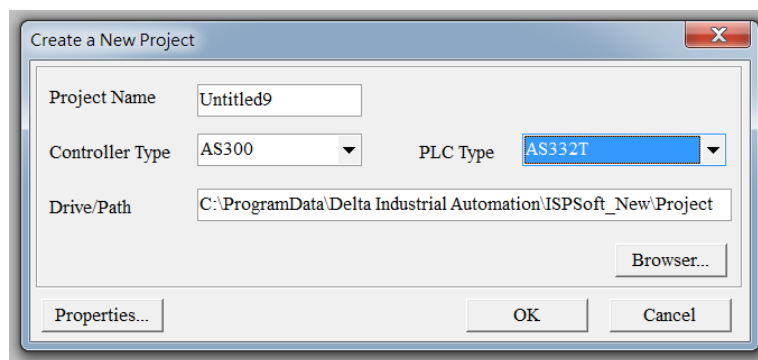 Create a New Project
X
Project Name Untitled9
Controller Type AS300 PLC Type AS332T
Drive/Path C:\ProgramData\Delta Industrial Automation\ISPSoft_New\Project
Browser...
Properties... OK Cancel